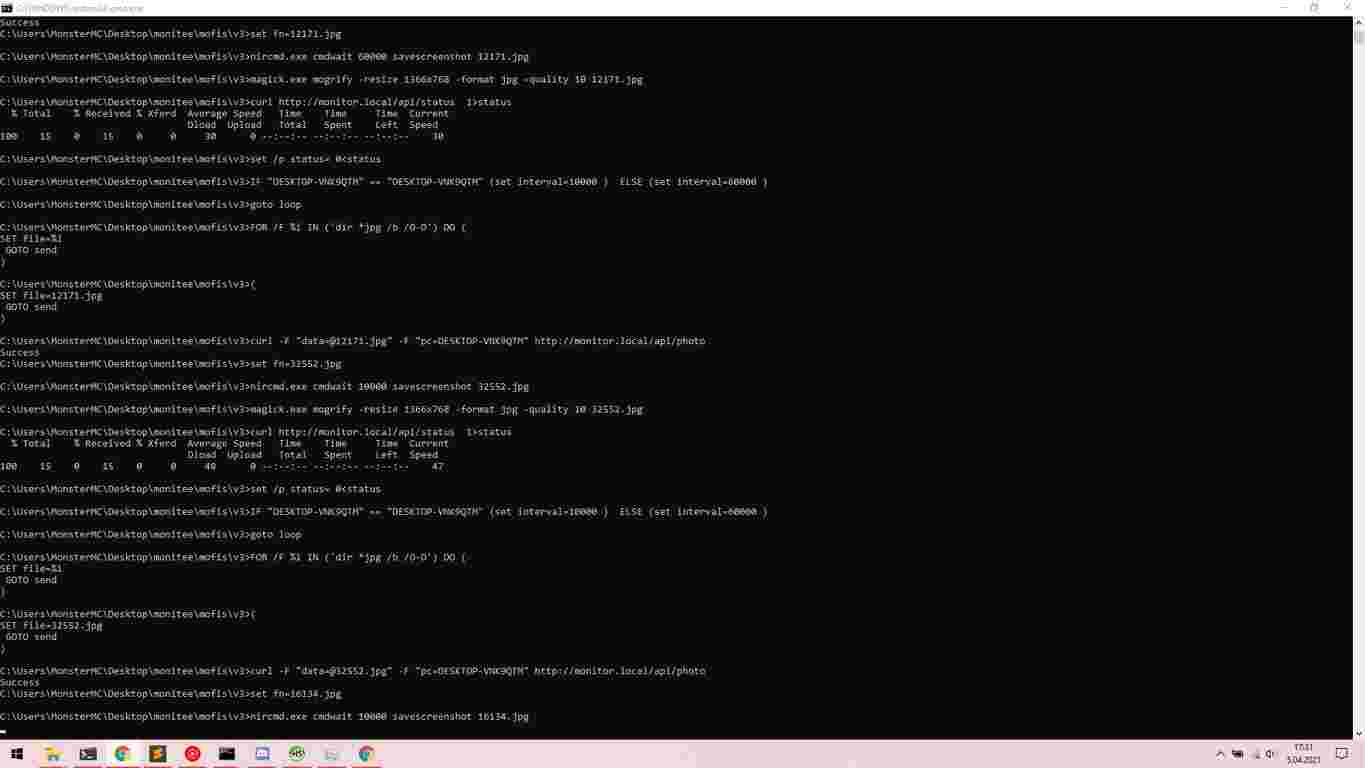 C:\WINDOWS\system32\cmd.exe
Success
C:\Users\MonsterMC\Desktop\monitee\mofis\v3>set fn=12171.jpg
C:\Users\MonsterMC\Desktop\monitee\mofis\v3>nircmd.exe cmdwait 60000 savescreenshot 12171.jpg
C:\Users\MonsterMC\Desktop\monitee\mofis\v3>magick.exe mogrify -resize 1366x768 -format jpg -quality 10 12171.jpg
C:\Users\MonsterMC\Desktop\monitee\mofis\v3>curl http://monitor.local/api/status  1>status
% Total    % Received % Xferd  Average Speed   Time    Time     Time  Current
Dload  Upload   Total   Spent    Left  Speed
100    15    0    15    0     0     30      0 --:--:-- --:--:-- --:--:--    30
C:\Users\MonsterMC\Desktop\monitee\mofis\v3>set /p status= 0<status
C:\Users\MonsterMC\Desktop\monitee\mofis\v3>IF "DESKTOP-VNK9QTM" == "DESKTOP-VNK9QTM" (set interval=10000 )  ELSE (set interval=60000 )
C:\Users\MonsterMC\Desktop\monitee\mofis\v3>goto loop
C:\Users\MonsterMC\Desktop\monitee\mofis\v3>FOR /F %i IN ('dir *jpg /b /O-D') DO (
SET file=%i
GOTO send
)
C:\Users\MonsterMC\Desktop\monitee\mofis\v3>(
SET file=12171.jpg
GOTO send
)
C:\Users\MonsterMC\Desktop\monitee\mofis\v3>curl -F "data=@12171.jpg" -F "pc=DESKTOP-VNK9QTM" http://monitor.local/api/photo
Success
C:\Users\MonsterMC\Desktop\monitee\mofis\v3>set fn=32552.jpg
C:\Users\MonsterMC\Desktop\monitee\mofis\v3>nircmd.exe cmdwait 10000 savescreenshot 32552.jpg
C:\Users\MonsterMC\Desktop\monitee\mofis\v3>magick.exe mogrify -resize 1366x768 -format jpg -quality 10 32552.jpg
C:\Users\MonsterMC\Desktop\monitee\mofis\v3>curl http://monitor.local/api/status  1>status
% Total    % Received % Xferd  Average Speed   Time    Time     Time  Current
Dload  Upload   Total   Spent    Left  Speed
100    15    0    15    0     0     48      0 --:--:-- --:--:-- --:--:--    47
C:\Users\MonsterMC\Desktop\monitee\mofis\v3>set /p status= 0<status
C:\Users\MonsterMC\Desktop\monitee\mofis\v3>IF "DESKTOP-VNK9QTM" == "DESKTOP-VNK9QTM" (set interval=10000 )  ELSE (set interval=60000 )
C:\Users\MonsterMC\Desktop\monitee\mofis\v3>goto loop
C:\Users\MonsterMC\Desktop\monitee\mofis\v3>FOR /F %i IN ('dir *jpg /b /O-D') DO (
SET file=%i
GOTO send
)
C:\Users\MonsterMC\Desktop\monitee\mofis\v3>(
SET file=32552.jpg
GOTO send
)
C:\Users\MonsterMC\Desktop\monitee\mofis\v3>curl -F "data=@32552.jpg" -F "pc=DESKTOP-VNK9QTM" http://monitor.local/api/photo
Success
C:\Users\MonsterMC\Desktop\monitee\mofis\v3>set fn=16134.jpg
C:\Users\MonsterMC\Desktop\monitee\mofis\v3>nircmd.exe cmdwait 10000 savescreenshot 16134.jpg
5.04.2021